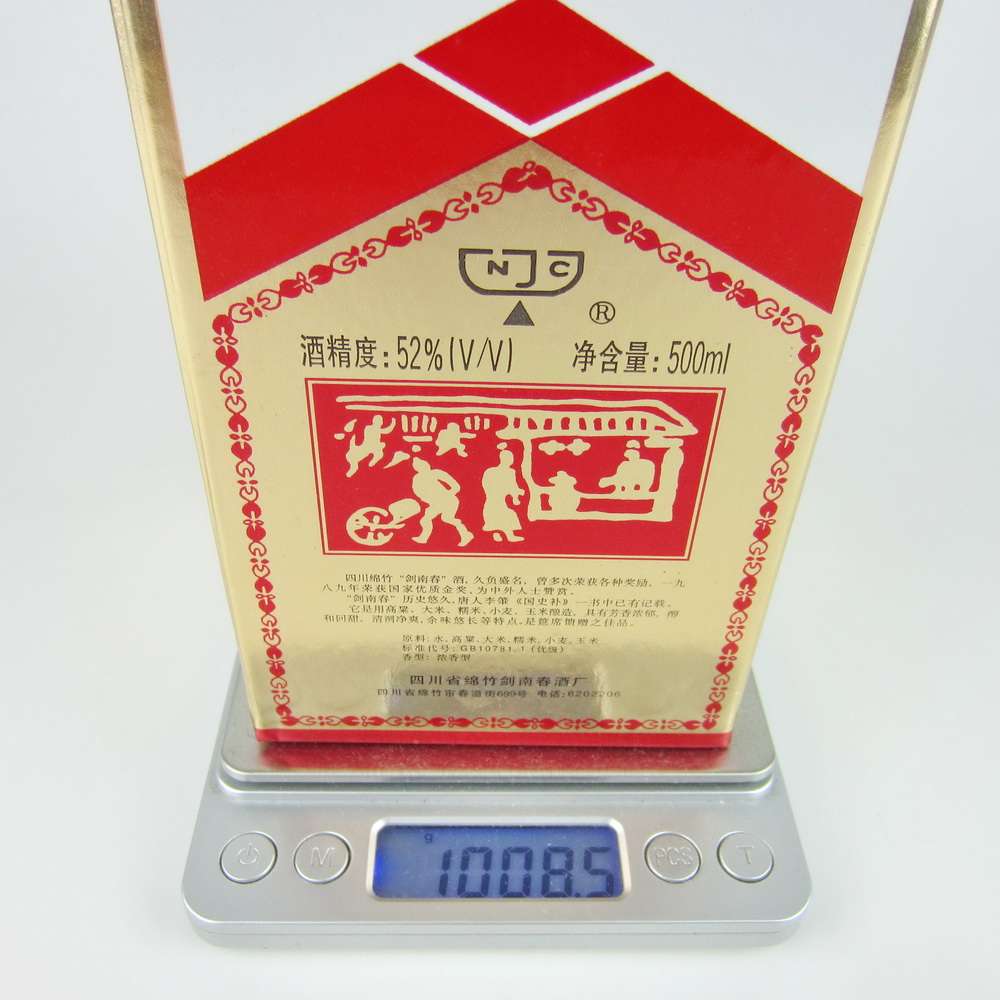 NJC
®
酒精度: 52% (V/V) 净含量: 500ml
四川绵竹“剑南春”酒, 久负盛名, 曾多次荣获各种奖励, 一九
八九年荣获国家优质金奖, 为中外人士赞赏。
“剑南春”历史悠久, 唐人李肇《国史补》一书中已有记载。
它是用高粱、大米、糯米、小麦、玉米酿造, 具有芳香浓郁, 醇
和回甜, 清洌净爽, 余味悠长等特点, 是筵席馈赠之佳品。
原料: 水、高粱、大米、糯米、小麦、玉米
标准代号: GB10781.1 (优级)
香型: 浓香型
四川省绵竹剑南春酒厂
四川省绵竹市春溢街699号 电话: 6202206
g
1008.5
M
PCS
T